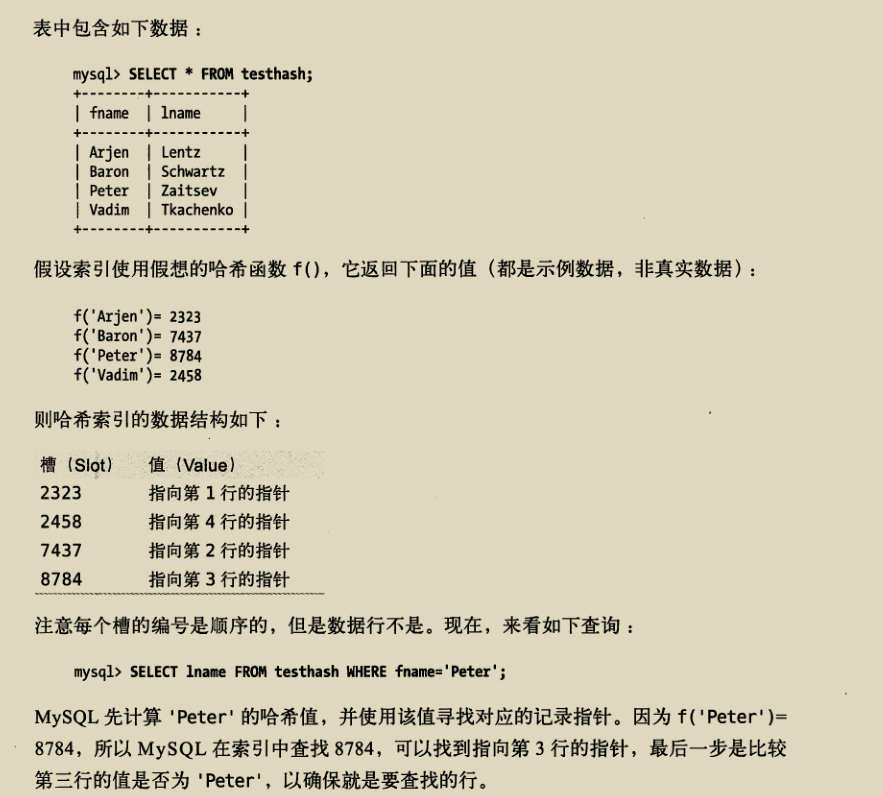 表中包含如下数据：
mysql> SELECT * FROM testhash;
+--------+-----------+
| fname | lname |
+--------+-----------+
| Arjen | Lentz |
| Baron | Schwartz |
| Peter | Zaitsev |
| Vadim | Tkachenko |
+--------+-----------+
假设索引使用假想的哈希函数 f()，它返回下面的值（都是示例数据，非真实数据）：
f('Arjen')= 2323
f('Baron')= 7437
f('Peter')= 8784
f('Vadim')= 2458
则哈希索引的数据结构如下：
槽（Slot） 值（Value）
2323 指向第 1 行的指针
2458 指向第 4 行的指针
7437 指向第 2 行的指针
8784 指向第 3 行的指针
注意每个槽的编号是顺序的，但是数据行不是。现在，来看如下查询：
mysql> SELECT lname FROM testhash WHERE fname='Peter';
MySQL 先计算 'Peter' 的哈希值，并使用该值寻找对应的记录指针。因为 f('Peter')=
8784，所以 MySQL 在索引中查找 8784，可以找到指向第 3 行的指针，最后一步是比较
第三行的值是否为 'Peter'，以确保就是要查找的行。